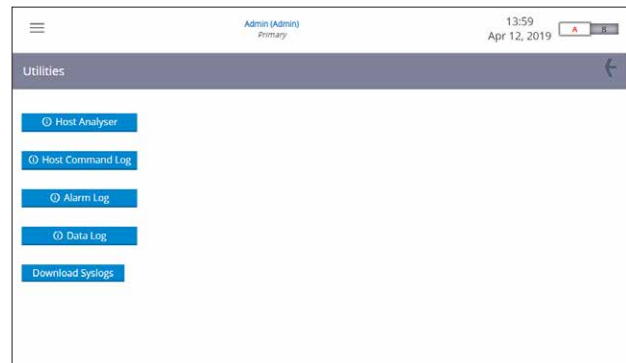 Admin (Admin)
Primary
13:59
Apr 12, 2019
A B
Utilities
Host Analyser
Host Command Log
Alarm Log
Data Log
Download Syslogs